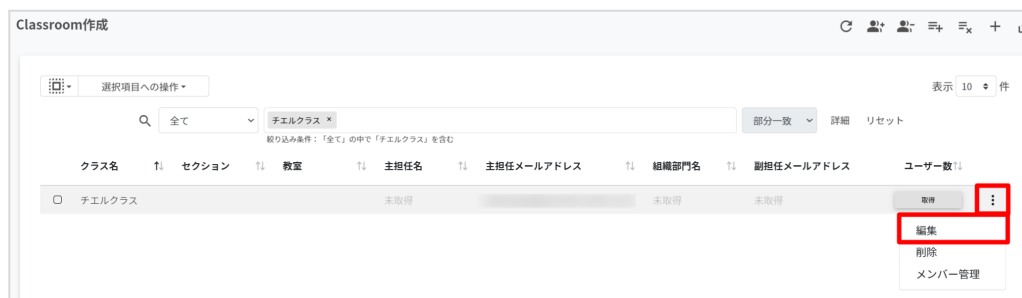 Classroom作成
選択項目への操作
表示 10 件
全て チエルクラス × 部分一致 詳細 リセット
絞り込み条件：「全て」の中で「チエルクラス」を含む
クラス名 ↑↓ セクション ↑↓ 教室 ↑↓ 主担任名 ↑↓ 主担任メールアドレス ↑↓ 組織部門名 ↑↓ 副担任メールアドレス ユーザー数 ↑↓
チエルクラス 未取得 未取得 未取得 取得
編集
削除
メンバー管理